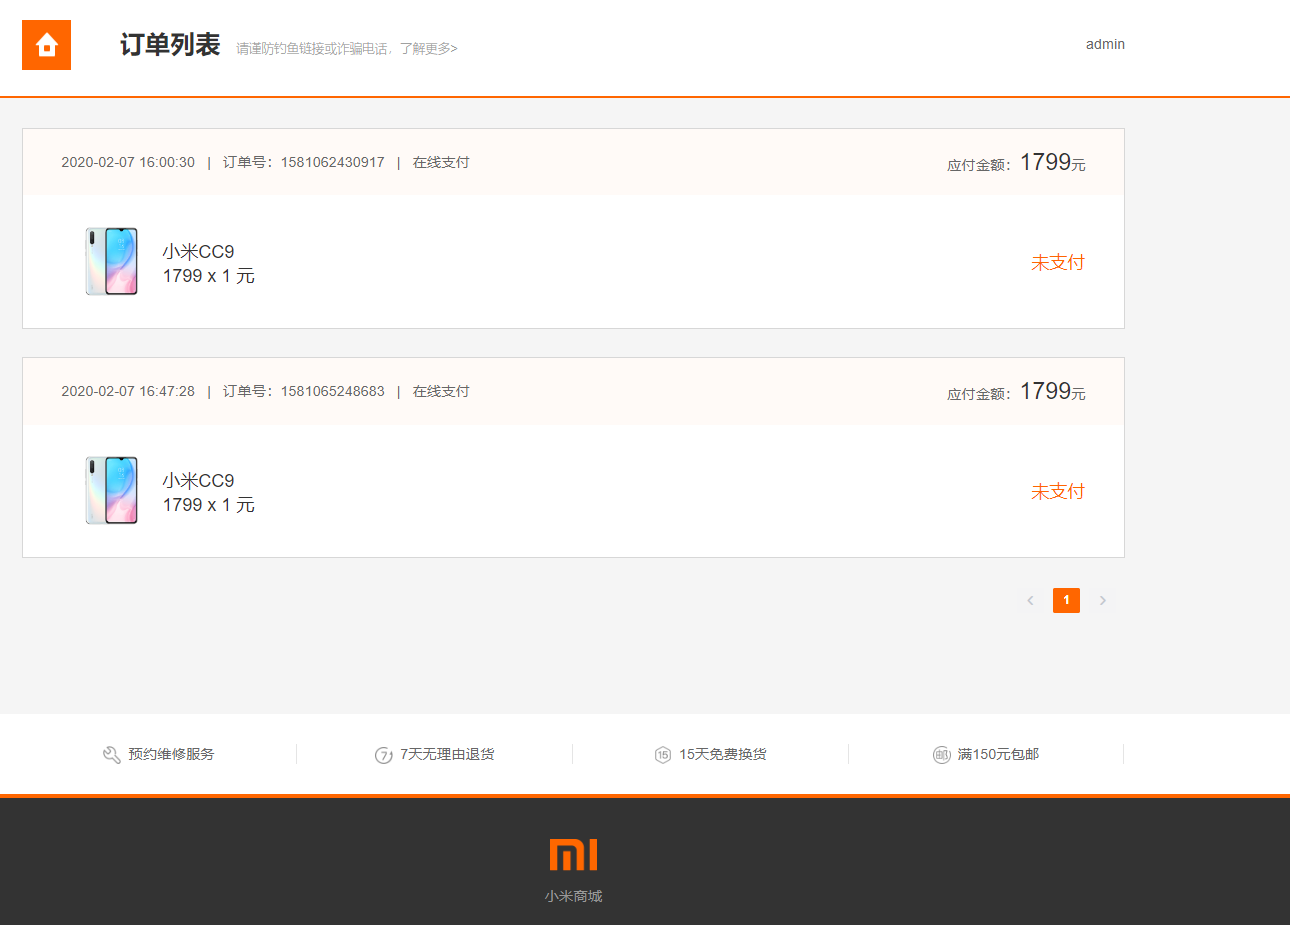 订单列表 请谨防钓鱼链接或诈骗电话，了解更多>
admin
2020-02-07 16:00:30 | 订单号：1581062430917 | 在线支付
应付金额：1799元
小米CC9
1799 x 1 元
未支付
2020-02-07 16:47:28 | 订单号：1581065248683 | 在线支付
应付金额：1799元
小米CC9
1799 x 1 元
未支付
< 1 >
预约维修服务
7 7天无理由退货
15 15天免费换货
邮 满150元包邮
mi
小米商城